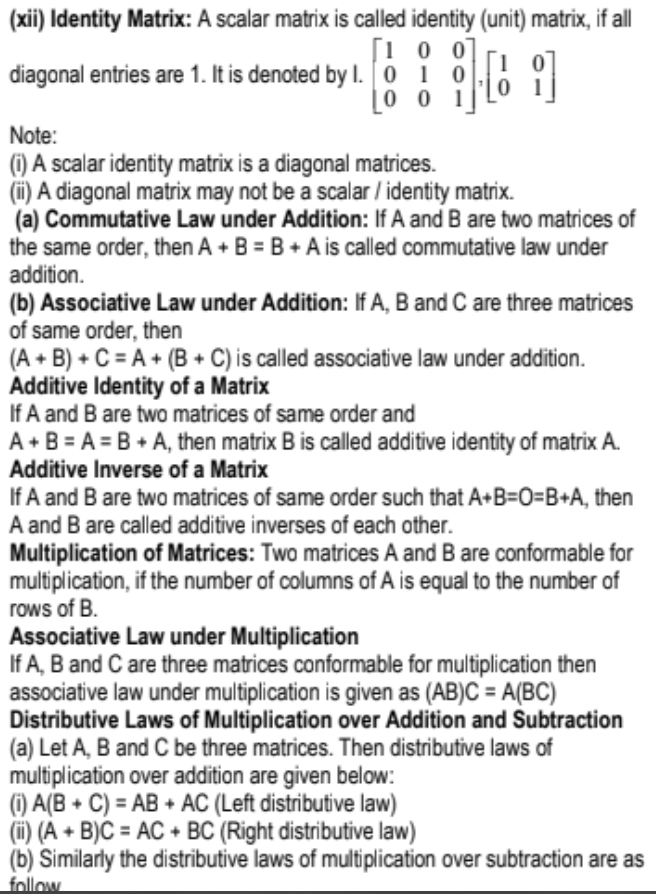 (xii) Identity Matrix: A scalar matrix is called identity (unit) matrix, if all
diagonal entries are 1. It is denoted by I. [1 0 0; 0 1 0; 0 0 1], [1 0; 0 1]
Note:
(i) A scalar identity matrix is a diagonal matrices.
(ii) A diagonal matrix may not be a scalar / identity matrix.
(a) Commutative Law under Addition: If A and B are two matrices of
the same order, then A + B = B + A is called commutative law under
addition.
(b) Associative Law under Addition: If A, B and C are three matrices
of same order, then
(A + B) + C = A + (B + C) is called associative law under addition.
Additive Identity of a Matrix
If A and B are two matrices of same order and
A + B = A = B + A, then matrix B is called additive identity of matrix A.
Additive Inverse of a Matrix
If A and B are two matrices of same order such that A+B=O=B+A, then
A and B are called additive inverses of each other.
Multiplication of Matrices: Two matrices A and B are conformable for
multiplication, if the number of columns of A is equal to the number of
rows of B.
Associative Law under Multiplication
If A, B and C are three matrices conformable for multiplication then
associative law under multiplication is given as (AB)C = A(BC)
Distributive Laws of Multiplication over Addition and Subtraction
(a) Let A, B and C be three matrices. Then distributive laws of
multiplication over addition are given below:
(i) A(B + C) = AB + AC (Left distributive law)
(ii) (A + B)C = AC + BC (Right distributive law)
(b) Similarly the distributive laws of multiplication over subtraction are as
follow